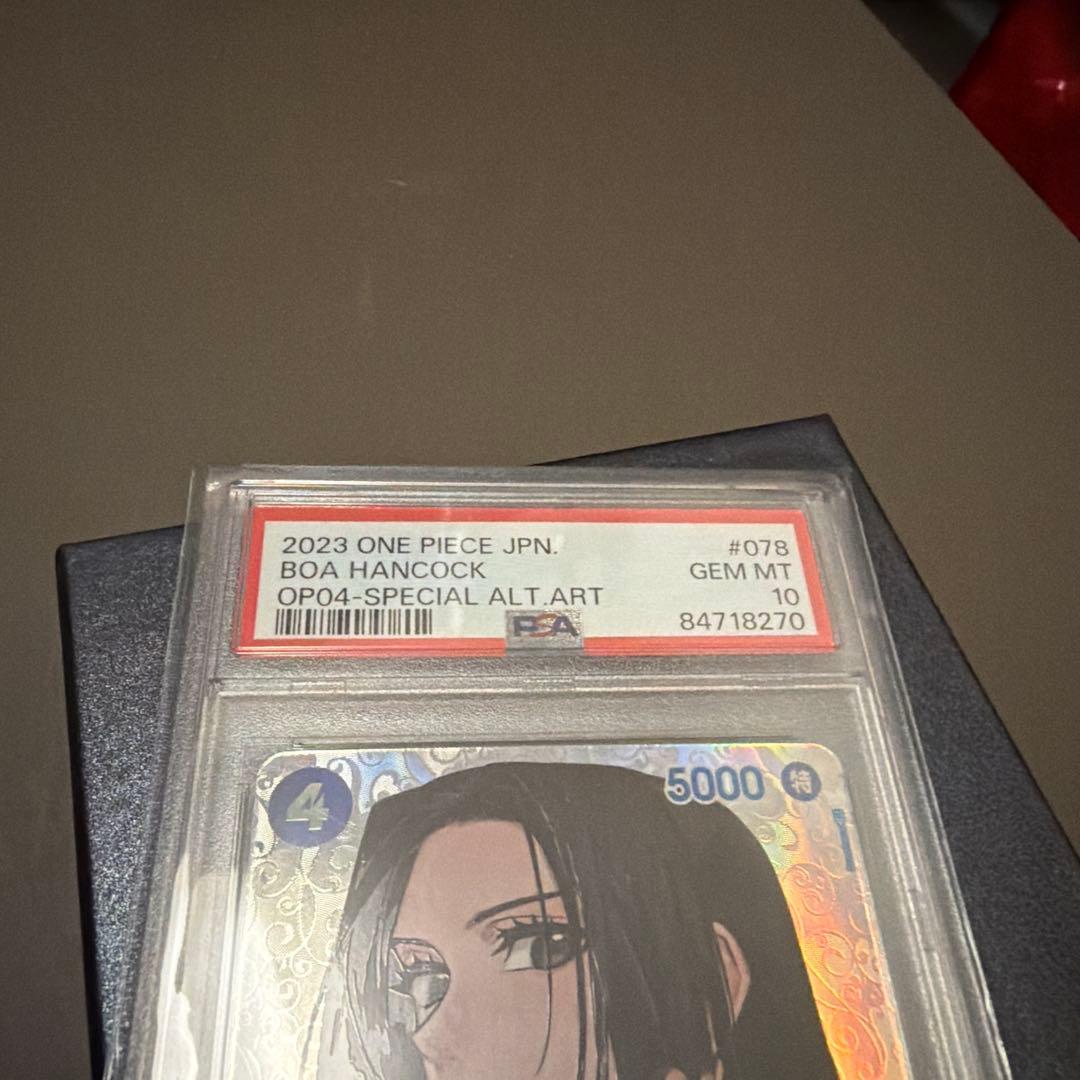 2023 ONE PIECE JPN. #078
BOA HANCOCK GEM MT
OP04-SPECIAL ALT.ART 10
PSA 84718270
4 5000 特